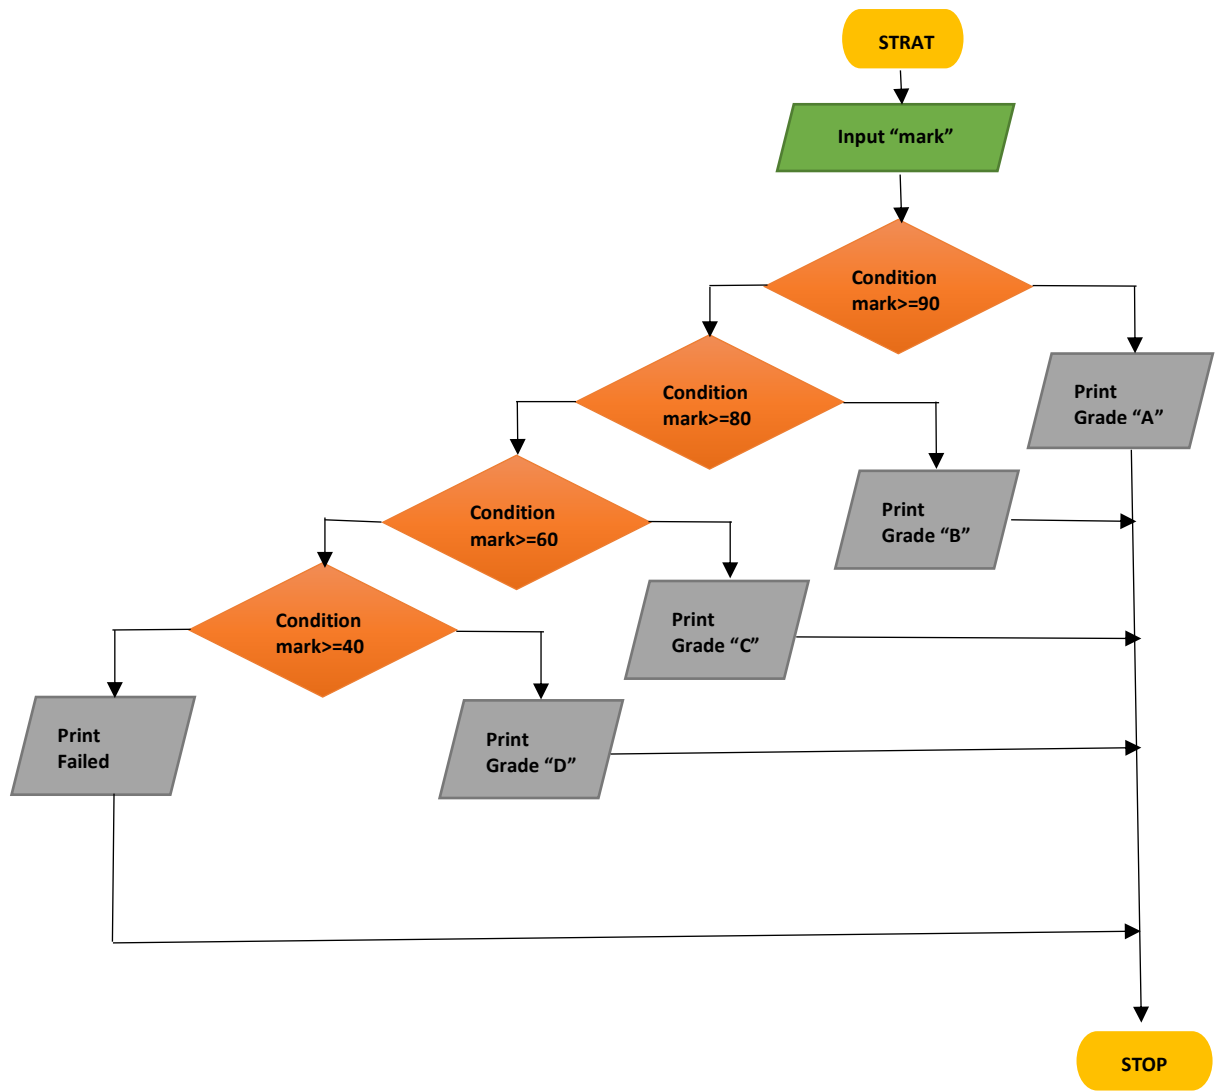 STRAT
Input “mark”
Condition
mark>=90
Condition
mark>=80
Print
Grade “A”
Condition
mark>=60
Print
Grade “B”
Condition
mark>=40
Print
Grade “C”
Print
Failed
Print
Grade “D”
STOP